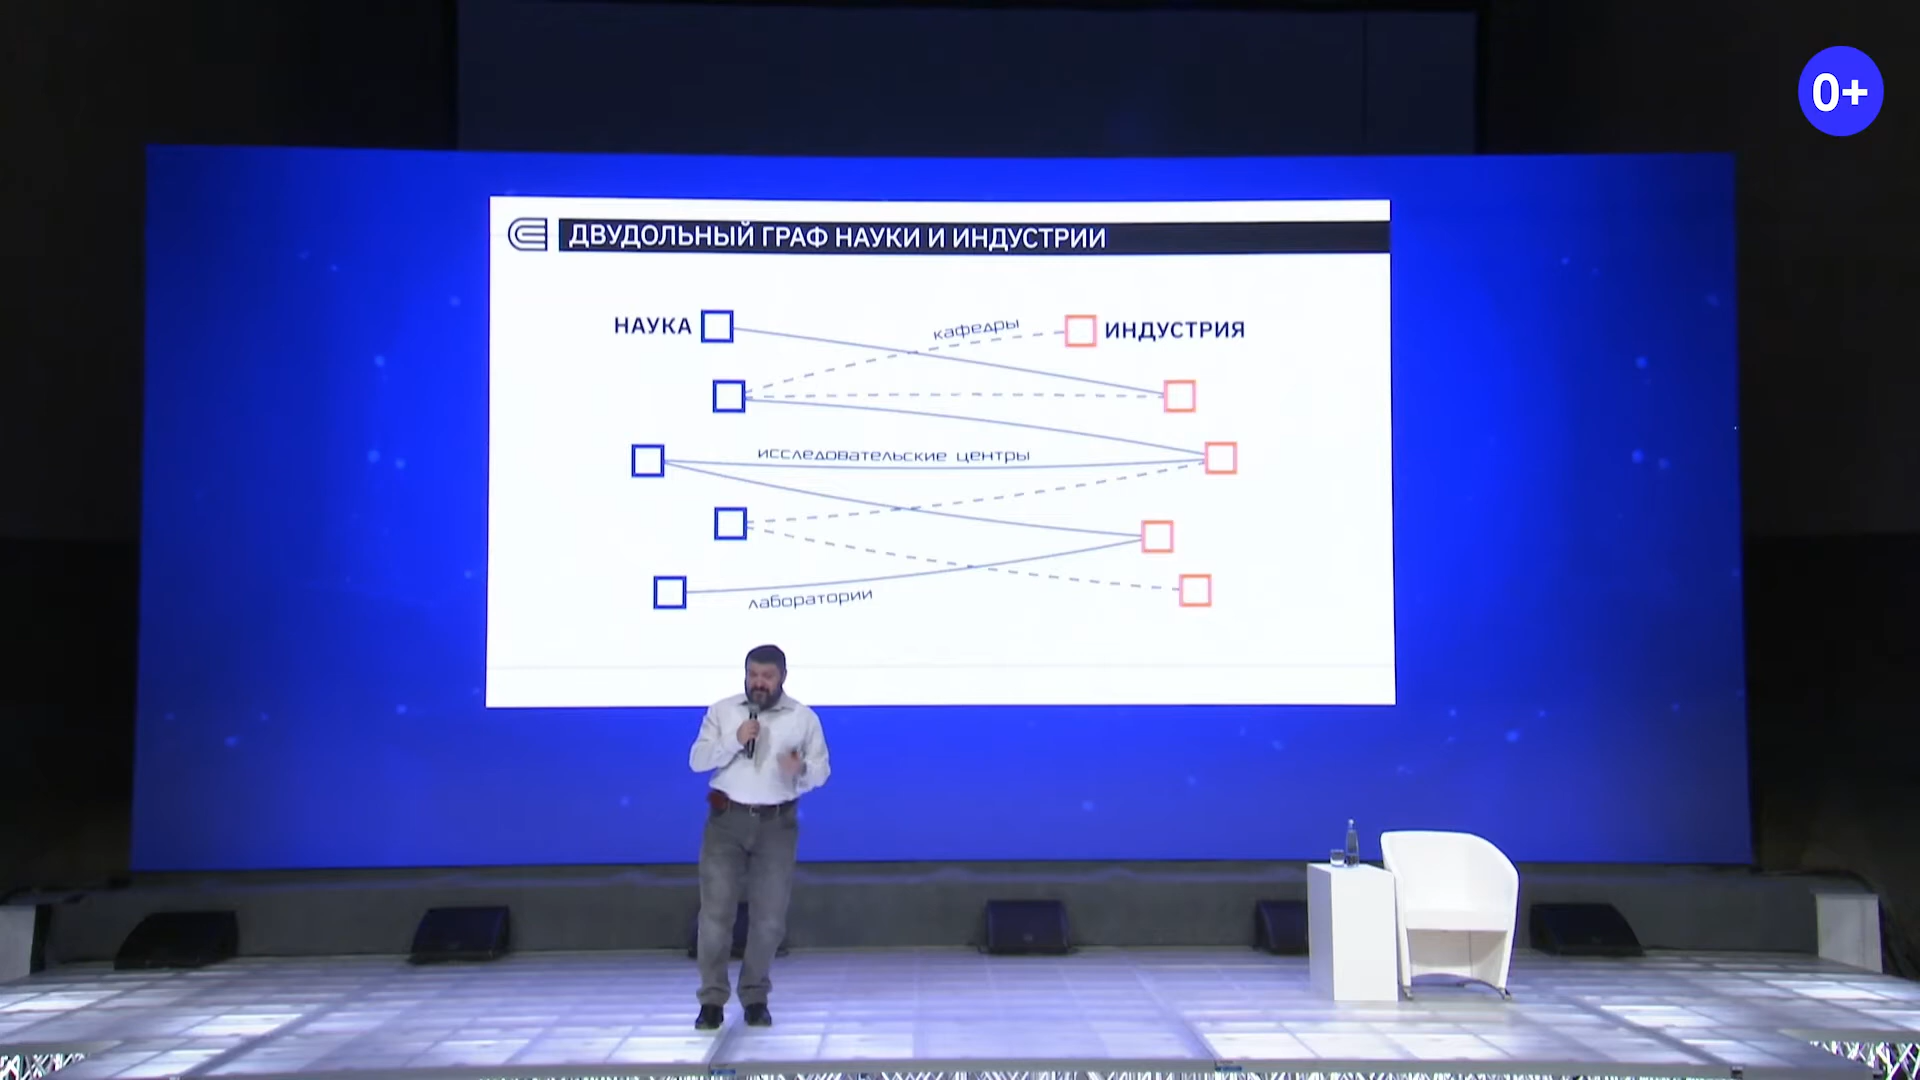 0+
ДВУДОЛЬНЫЙ ГРАФ НАУКИ И ИНДУСТРИИ
НАУКА
кафедры
ИНДУСТРИЯ
исследовательские центры
лаборатории